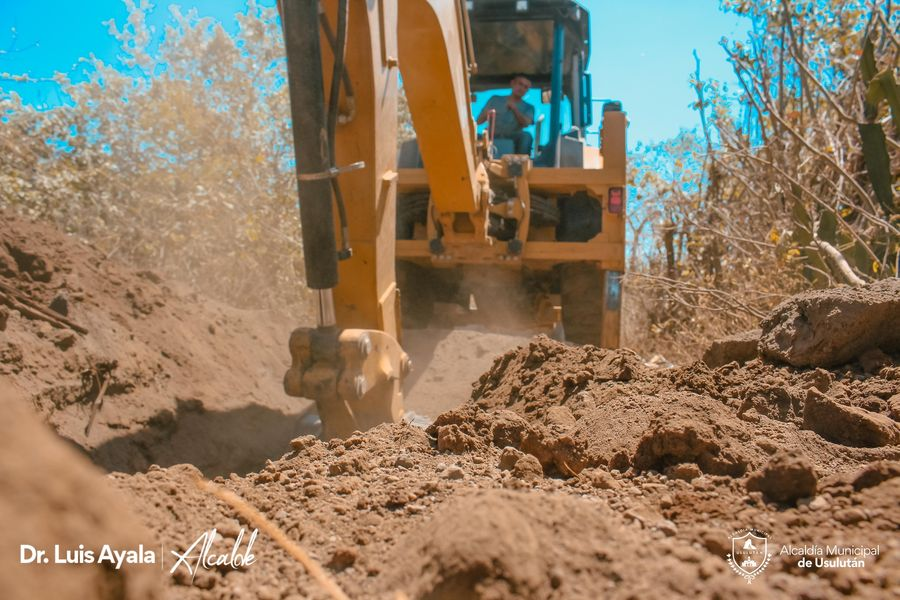 Dr. Luis Ayala | Alcalde
Alcaldía Municipal
de Usulután